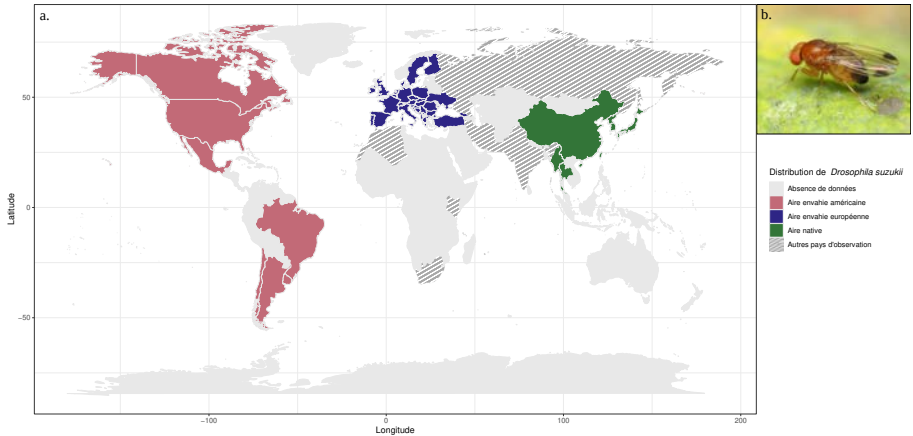 a.
b.
50
0
−50
Latitude
−100
0
100
200
Longitude
Distribution de Drosophila suzukii
Absence de données
Aire envahie américaine
Aire envahie européenne
Aire native
Autres pays d'observation